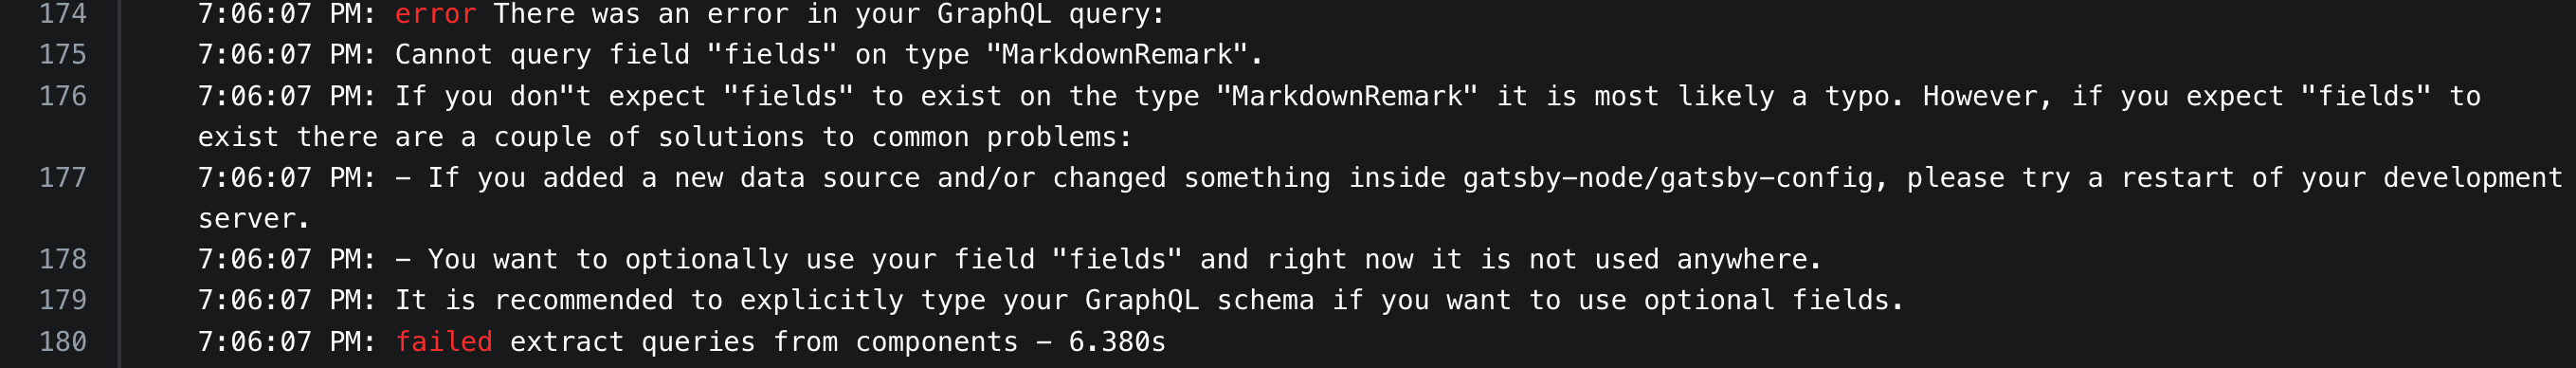 174 7:06:07 PM: error There was an error in your GraphQL query:
175 7:06:07 PM: Cannot query field "fields" on type "MarkdownRemark".
176 7:06:07 PM: If you don"t expect "fields" to exist on the type "MarkdownRemark" it is most likely a typo. However, if you expect "fields" to
exist there are a couple of solutions to common problems:
177 7:06:07 PM: – If you added a new data source and/or changed something inside gatsby–node/gatsby–config, please try a restart of your development
server.
178 7:06:07 PM: – You want to optionally use your field "fields" and right now it is not used anywhere.
179 7:06:07 PM: It is recommended to explicitly type your GraphQL schema if you want to use optional fields.
180 7:06:07 PM: failed extract queries from components – 6.380s